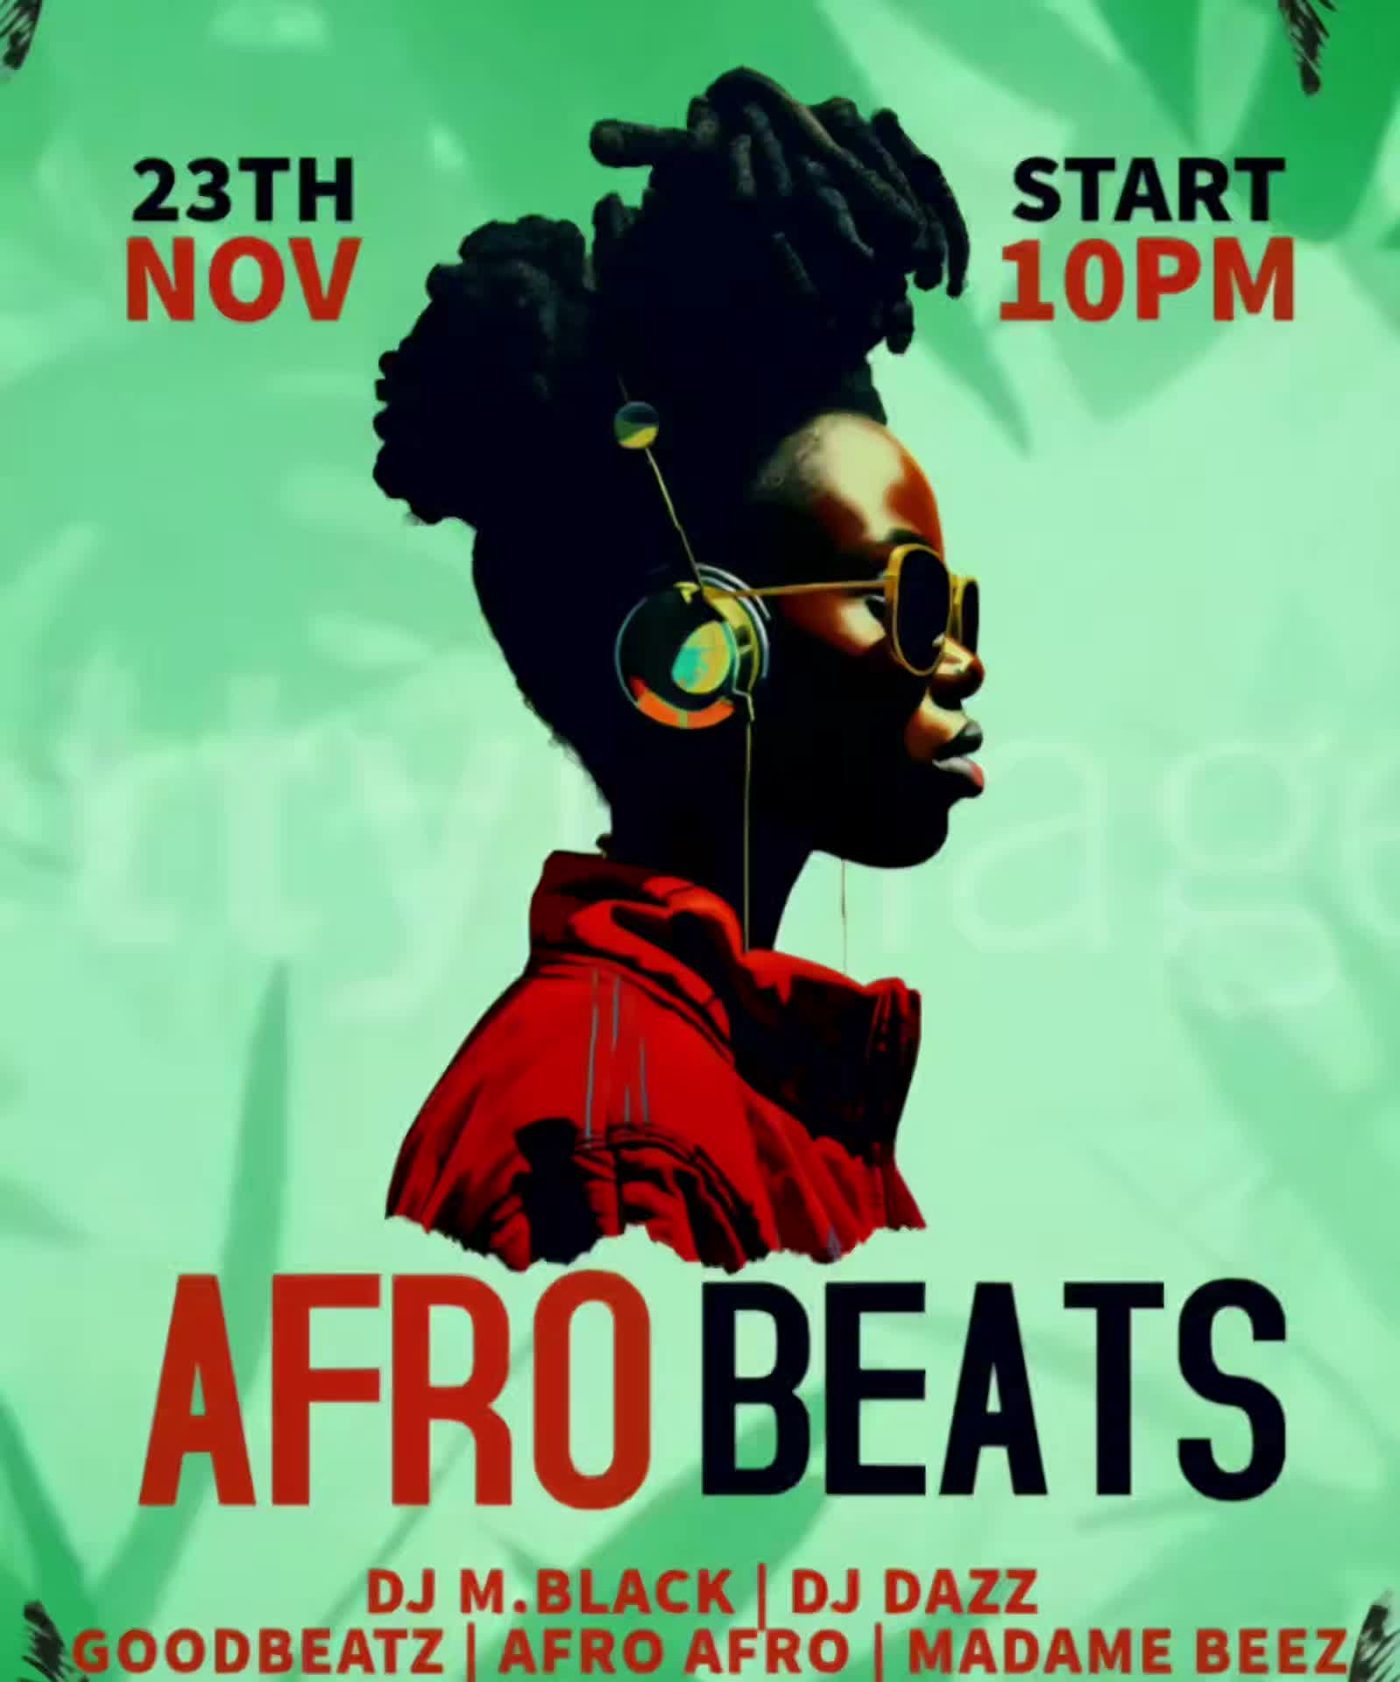 23TH
NOV
START
10PM
AFRO BEATS
DJ M.BLACK | DJ DAZZ
GOODBEATZ | AFRO AFRO | MADAME BEEZ